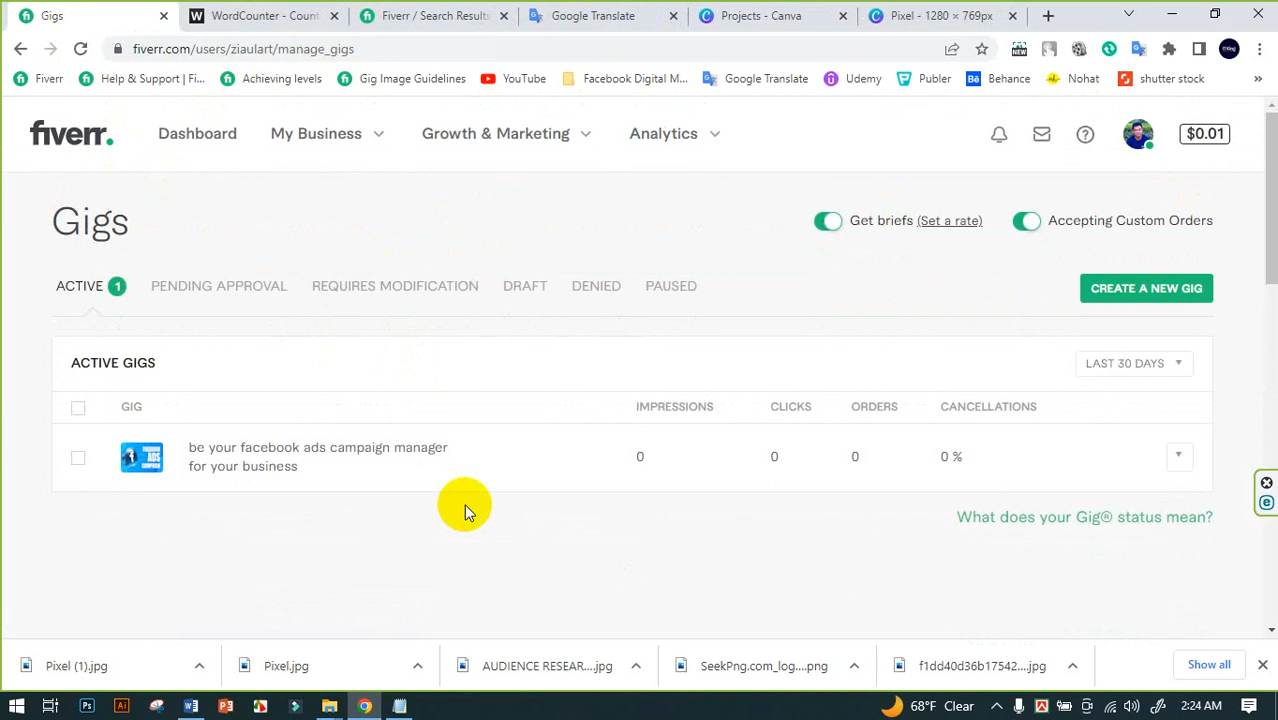 Gigs
WordCounter - Count
Fiverr / Search Results
Google Translate
Projects - Canva
Pixel - 1280 × 769px
fiverr.com/users/ziaulart/manage_gigs
Fiverr
Help & Support | Fi...
Achieving levels
Gig Image Guidelines
YouTube
Facebook Digital M...
Google Translate
Udemy
Publer
Behance
Nohat
shutter stock
fiverr.
Dashboard
My Business
Growth & Marketing
Analytics
$0.01
Gigs
Get briefs (Set a rate)
Accepting Custom Orders
ACTIVE 1
PENDING APPROVAL
REQUIRES MODIFICATION
DRAFT
DENIED
PAUSED
CREATE A NEW GIG
ACTIVE GIGS
LAST 30 DAYS
GIG
IMPRESSIONS
CLICKS
ORDERS
CANCELLATIONS
FACEBOOK
ADS
CAMPAIGN
be your facebook ads campaign manager
for your business
0
0
0
0 %
What does your Gig® status mean?
Pixel (1).jpg
Pixel.jpg
AUDIENCE RESEAR....jpg
SeekPng.com_log....png
f1dd40d36b17542....jpg
Show all
68°F Clear
2:24 AM